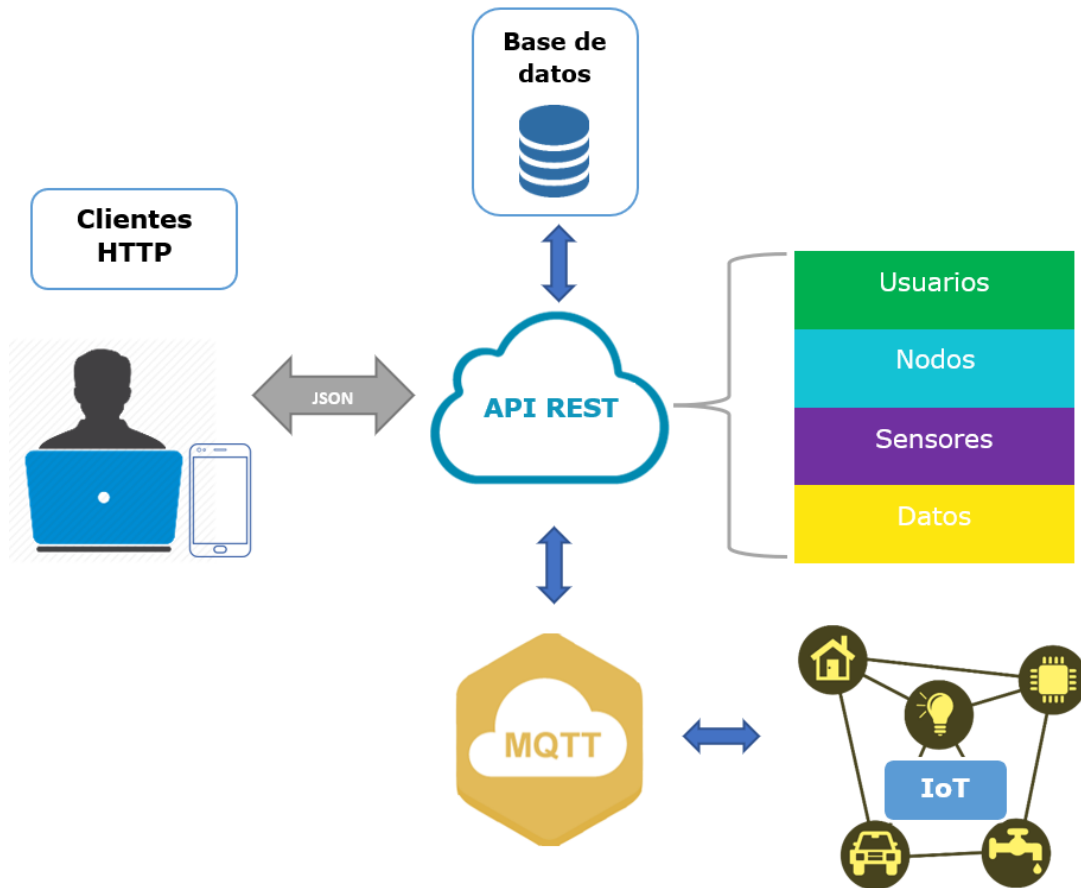 Base de
datos
Clientes
HTTP
Usuarios
Nodos
JSON
API REST
Sensores
Datos
MQTT
IoT